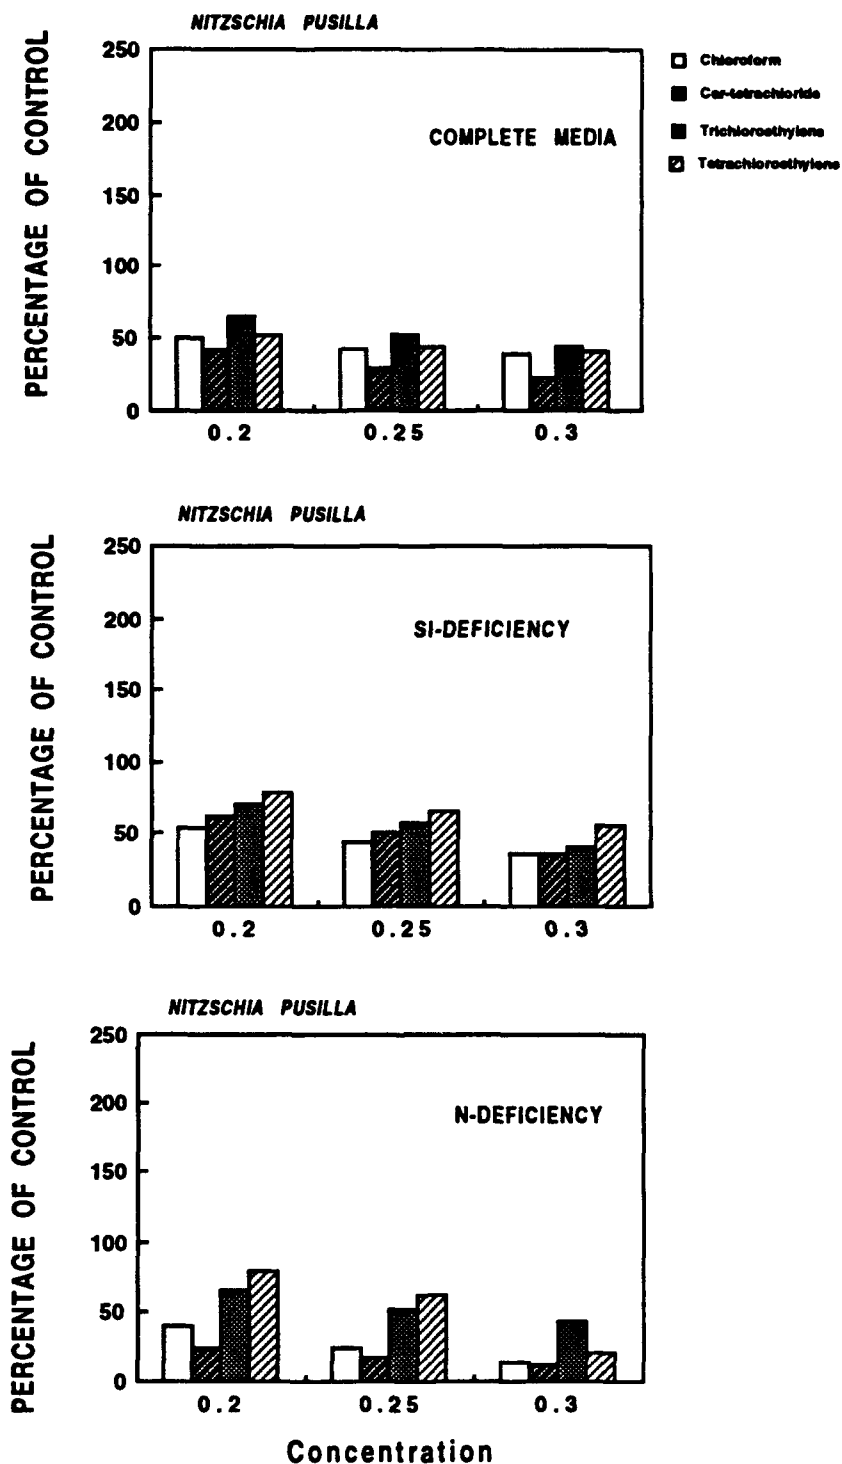 NITZSCHIA PUSILLA
PERCENTAGE OF CONTROL
250
200
150
100
50
0
COMPLETE MEDIA
0.2 0.25 0.3
Chloroform
Car-tetrachloride
Trichloroethylene
Tetrachloroethylene
NITZSCHIA PUSILLA
PERCENTAGE OF CONTROL
250
200
150
100
50
0
SI-DEFICIENCY
0.2 0.25 0.3
NITZSCHIA PUSILLA
PERCENTAGE OF CONTROL
250
200
150
100
50
0
N-DEFICIENCY
0.2 0.25 0.3
Concentration